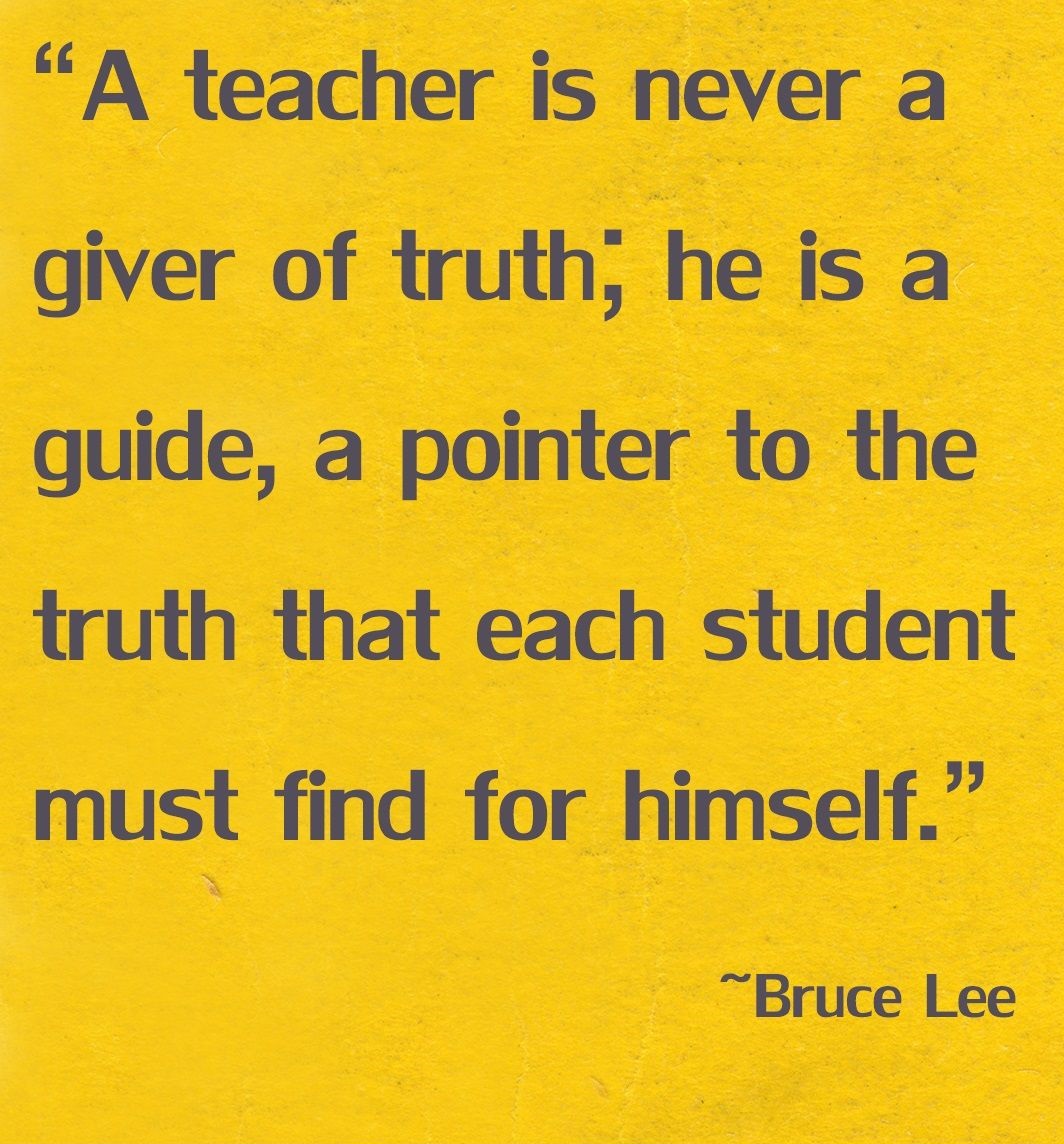 “A teacher is never a
giver of truth; he is a
guide, a pointer to the
truth that each student
must find for himself.”
~Bruce Lee